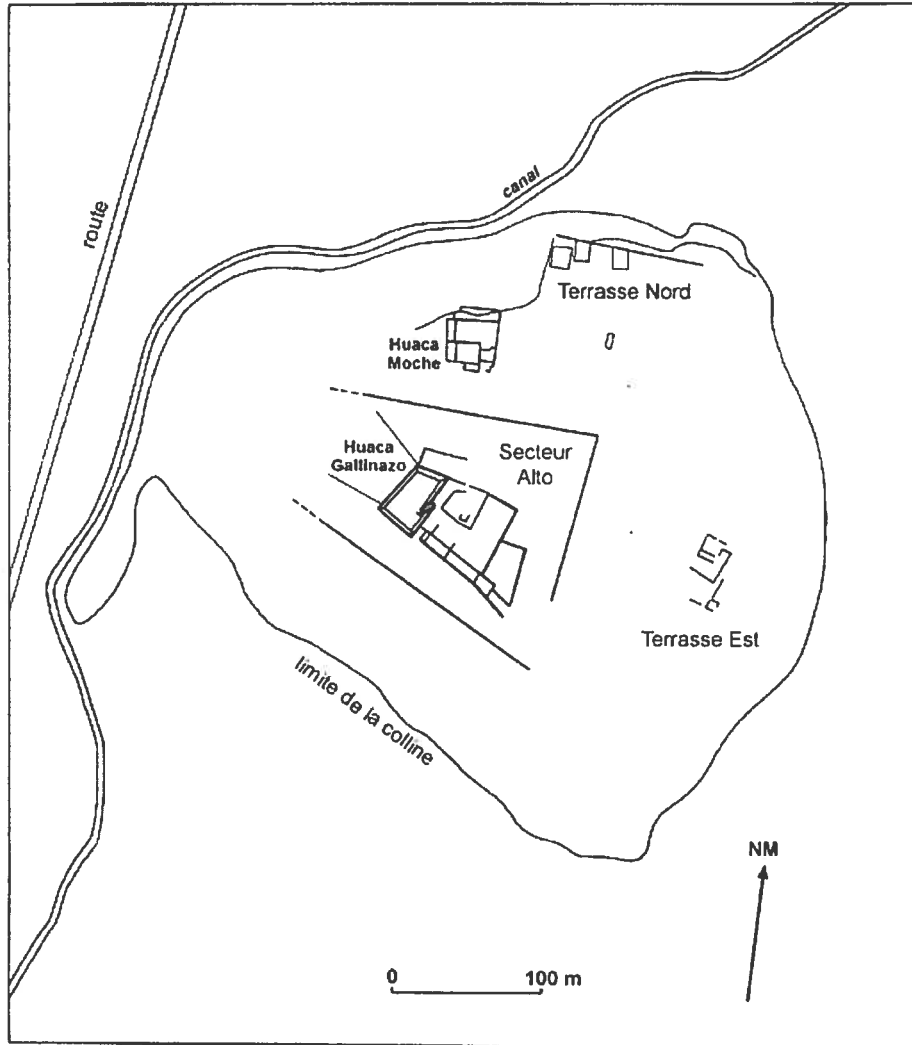 route
canal
Terrasse Nord
Huaca
Moche
Huaca
Gallinazo
Secteur
Alto
Terrasse Est
limite de la colline
NM
0 100 m